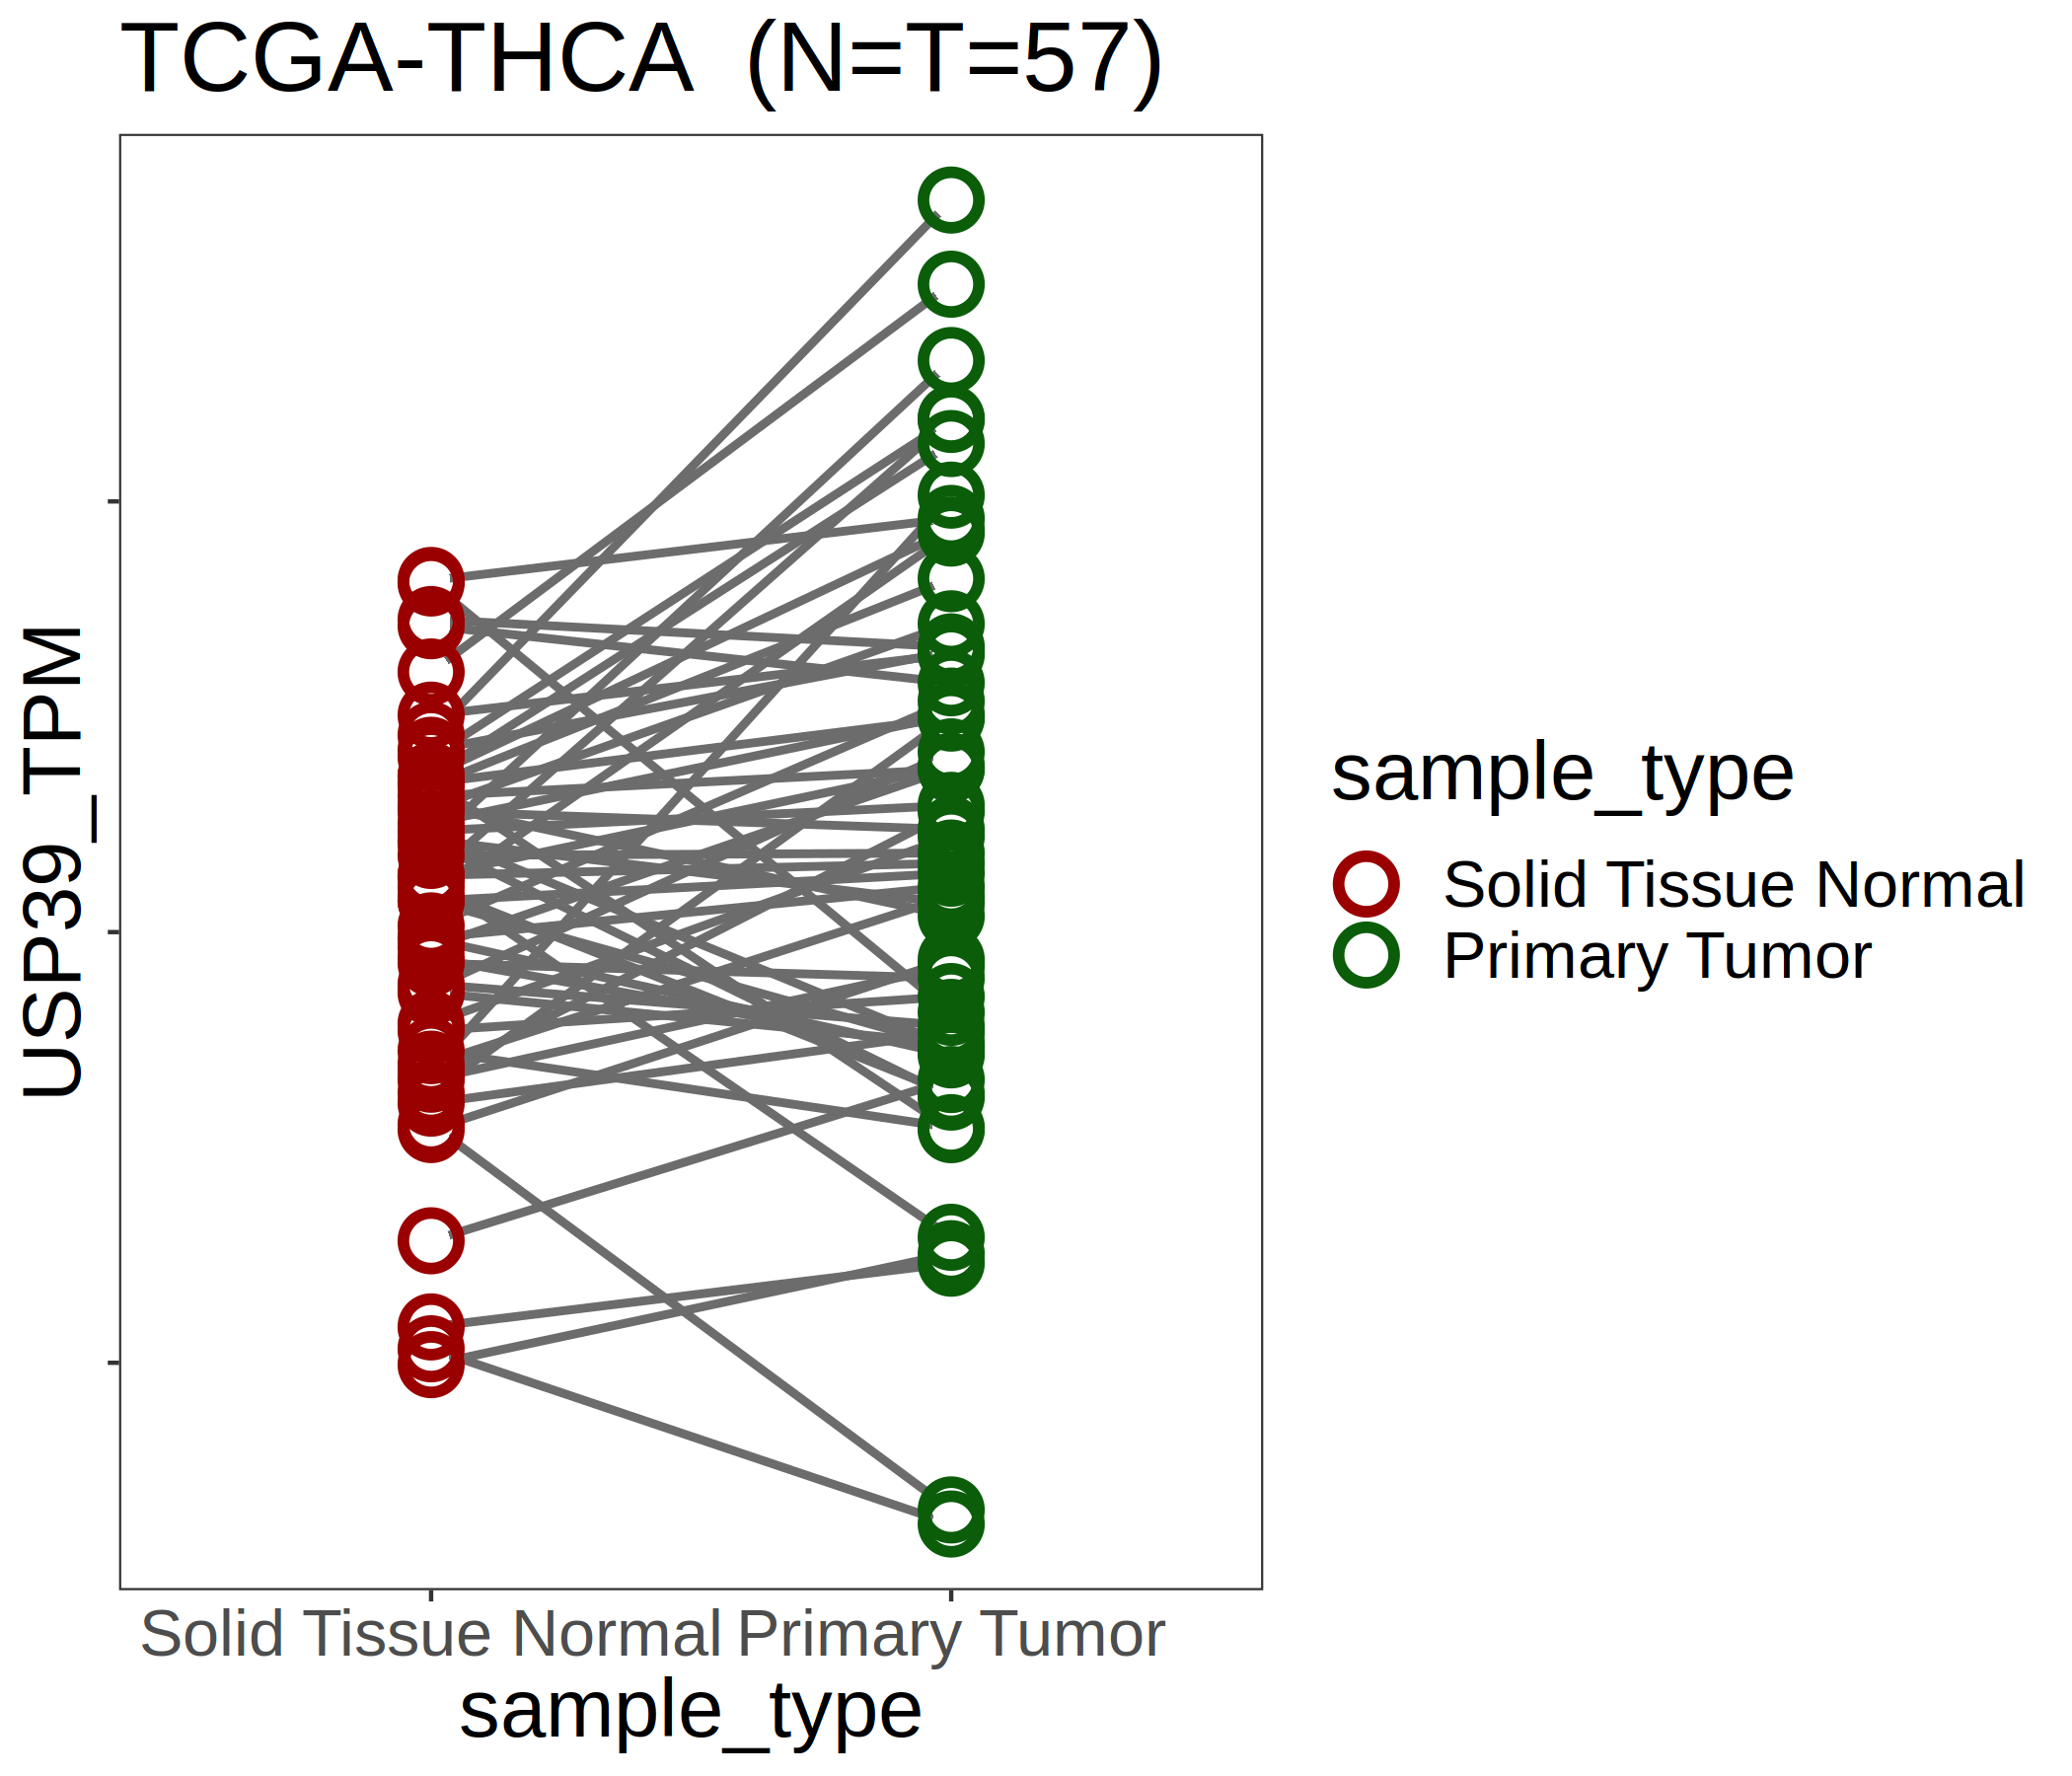 TCGA-THCA  (N=T=57)
USP39_TPM
Solid Tissue Normal Primary Tumor
sample_type
sample_type
Solid Tissue Normal
Primary Tumor